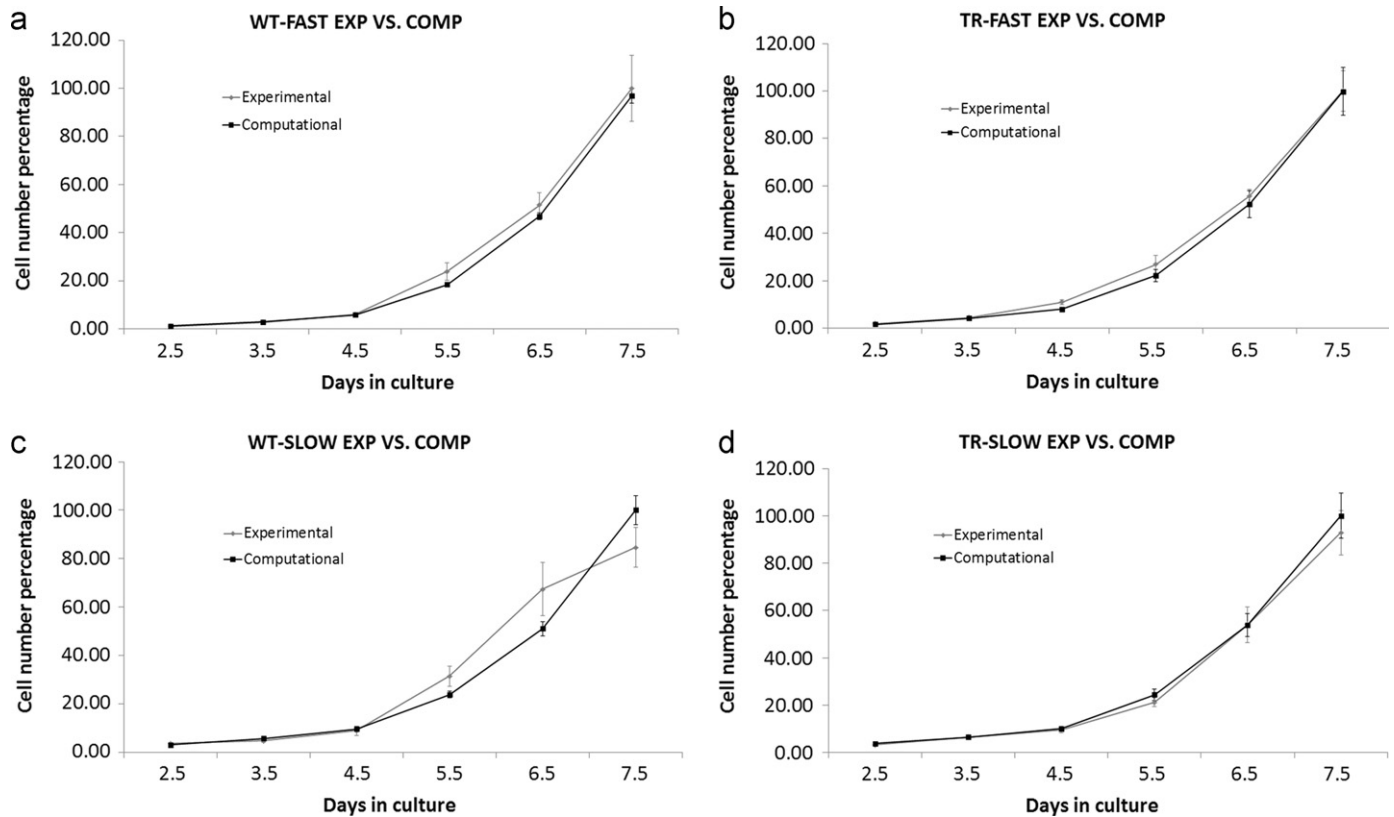 a
WT-FAST EXP VS. COMP
120.00
100.00
80.00
60.00
40.00
20.00
0.00
Cell number percentage
Experimental
Computational
2.5 3.5 4.5 5.5 6.5 7.5
Days in culture
b
TR-FAST EXP VS. COMP
120.00
100.00
80.00
60.00
40.00
20.00
0.00
Cell number percentage
Experimental
Computational
2.5 3.5 4.5 5.5 6.5 7.5
Days in culture
c
WT-SLOW EXP VS. COMP
120.00
100.00
80.00
60.00
40.00
20.00
0.00
Cell number percentage
Experimental
Computational
2.5 3.5 4.5 5.5 6.5 7.5
Days in culture
d
TR-SLOW EXP VS. COMP
120.00
100.00
80.00
60.00
40.00
20.00
0.00
Cell number percentage
Experimental
Computational
2.5 3.5 4.5 5.5 6.5 7.5
Days in culture